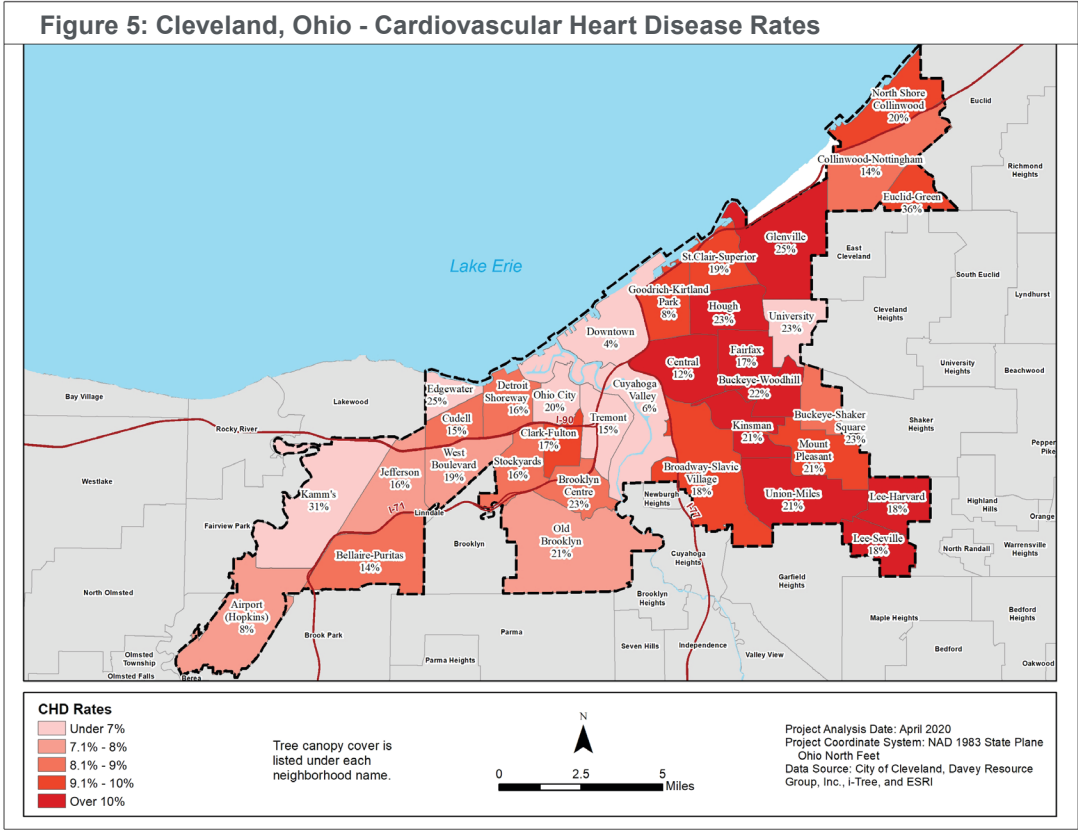 Figure 5: Cleveland, Ohio - Cardiovascular Heart Disease Rates
North Shore
Collinwood
20%
Euclid
Collinwood-Nottingham
14%
Richmond
Heights
Euclid-Green
36%
Glenville
25%
East
Cleveland
St.Clair-Superior
19%
Lake Erie
South Euclid
Goodrich-Kirtland
Park
8%
Lyndhurst
Hough
23%
University
23%
Cleveland
Heights
Downtown
4%
Fairfax
17%
Central
12%
University
Heights
Beachwood
Buckeye-Woodhill
22%
Edgewater
25%
Detroit
Shoreway
16%
Ohio City
20%
Cuyahoga
Valley
6%
Bay Village
Lakewood
Cudell
15%
I-90
Tremont
15%
Buckeye-Shaker
Square
23%
Shaker
Heights
Rocky River
Clark-Fulton
17%
Kinsman
21%
Mount
Pleasant
21%
Pepper
Pike
West
Boulevard
19%
Stockyards
16%
Jefferson
16%
Broadway-Slavic
Village
18%
Westlake
Brooklyn
Centre
23%
Kamm's
31%
Newburgh
Heights
Union-Miles
21%
Lee-Harvard
18%
Highland
Hills
I-71
Linndale
I-77
Orange
Fairview Park
Old
Brooklyn
21%
Lee-Seville
18%
Brooklyn
North Randall
Warrensville
Heights
Bellaire-Puritas
14%
Cuyahoga
Heights
Garfield
Heights
North Olmsted
Brooklyn
Heights
Airport
(Hopkins)
8%
Maple Heights
Bedford
Heights
Brook Park
Parma
Seven Hills
Independence
Valley View
Bedford
Olmsted
Township
Parma Heights
Oakwood
Olmsted Falls
Berea
CHD Rates
Under 7%
7.1% - 8%
8.1% - 9%
9.1% - 10%
Over 10%
Tree canopy cover is
listed under each
neighborhood name.
N
0 2.5 5
Miles
Project Analysis Date: April 2020
Project Coordinate System: NAD 1983 State Plane
Ohio North Feet
Data Source: City of Cleveland, Davey Resource
Group, Inc., i-Tree, and ESRI